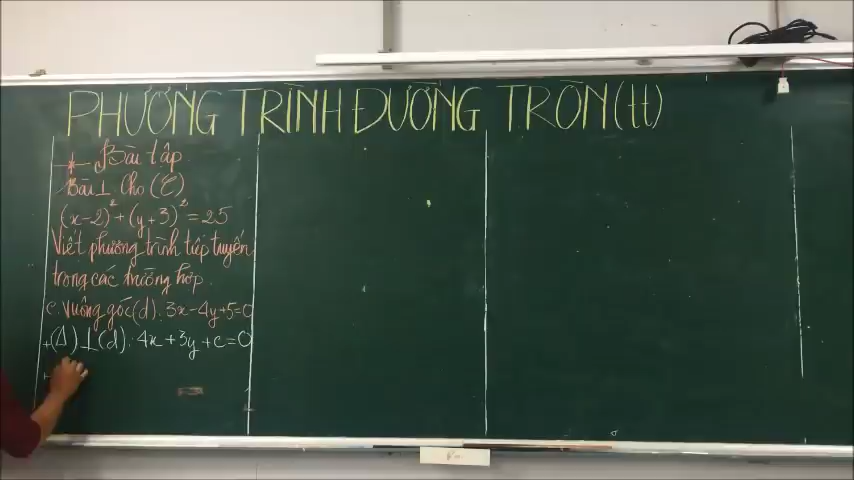 PHƯƠNG TRÌNH ĐƯỜNG TRÒN (tt)
* Bài tập
Bài 1 Cho (C)
(x-2)² + (y+3)² = 25
Viết phương trình tiếp tuyến
trong các trường hợp.
c. Vuông góc (d): 3x-4y+5=0
+(Δ) ⊥ (d): 4x+3y+c=0